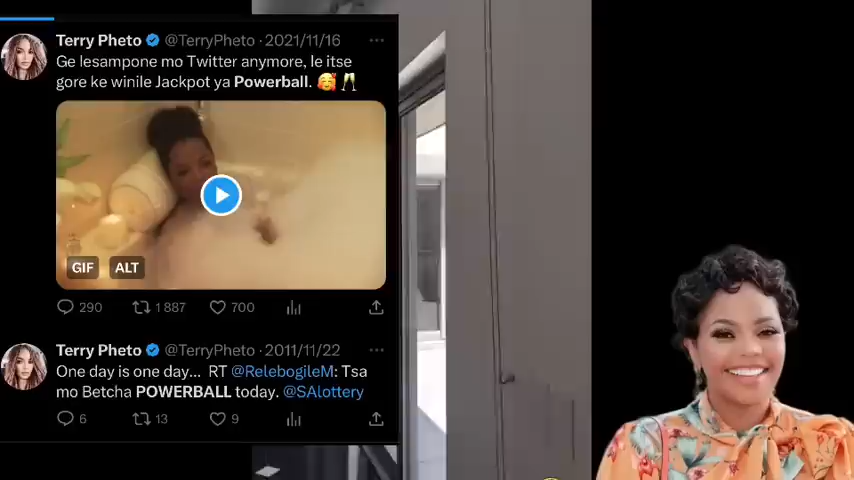 Terry Pheto @TerryPheto · 2021/11/16
Ge lesampone mo Twitter anymore, le itse
gore ke winile Jackpot ya Powerball. 🥰🥂
GIF ALT
290 1 887 700
Terry Pheto @TerryPheto · 2011/11/22
One day is one day... RT @RelebogileM: Tsa
mo Betcha POWERBALL today. @SAlottery
6 13 9